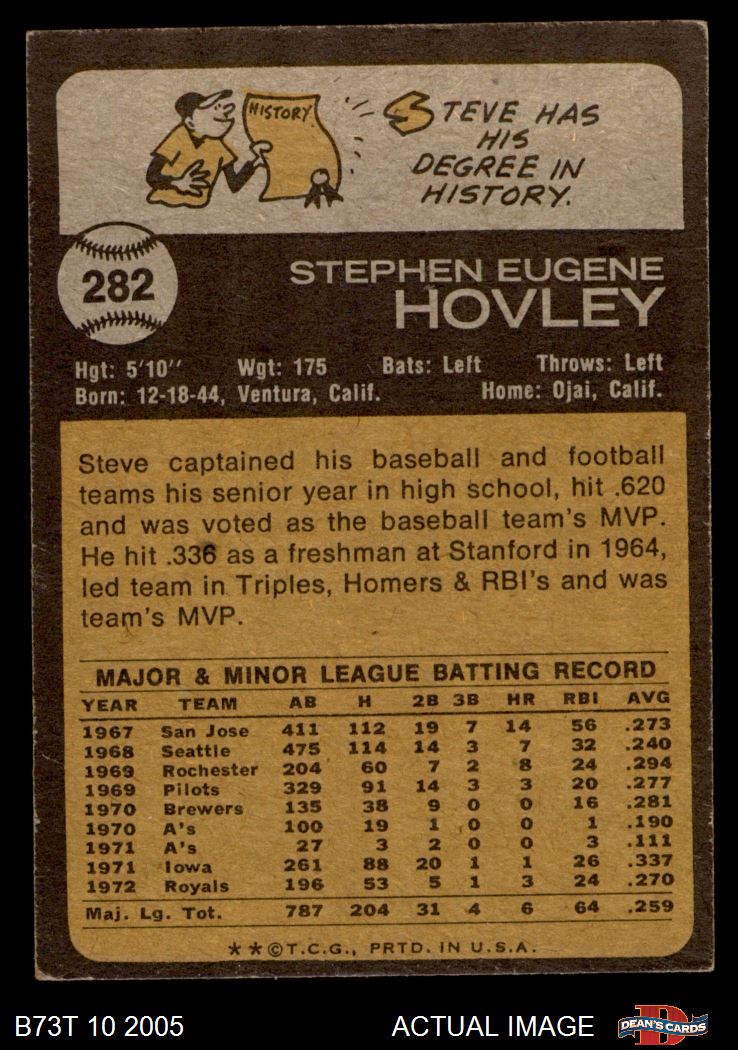 HISTORY
STEVE HAS
HIS
DEGREE IN
HISTORY.
282
STEPHEN EUGENE
HOVLEY
Hgt: 5'10" Wgt: 175 Bats: Left Throws: Left
Born: 12-18-44, Ventura, Calif. Home: Ojai, Calif.
Steve captained his baseball and football
teams his senior year in high school, hit .620
and was voted as the baseball team's MVP.
He hit .336 as a freshman at Stanford in 1964,
led team in Triples, Homers & RBI's and was
team's MVP.
MAJOR & MINOR LEAGUE BATTING RECORD
YEAR TEAM AB H 2B 3B HR RBI AVG
1967 San Jose 411 112 19 7 14 56 .273
1968 Seattle 475 114 14 3 7 32 .240
1969 Rochester 204 60 7 2 8 24 .294
1969 Pilots 329 91 14 3 3 20 .277
1970 Brewers 135 38 9 0 0 16 .281
1970 A's 100 19 1 0 0 1 .190
1971 A's 27 3 2 0 0 3 .111
1971 Iowa 261 88 20 1 1 26 .337
1972 Royals 196 53 5 1 3 24 .270
Maj. Lg. Tot. 787 204 31 4 6 64 .259
**©T.C.G., PRTD. IN U.S.A.
B73T 10 2005 ACTUAL IMAGE D DEAN'S CARDS